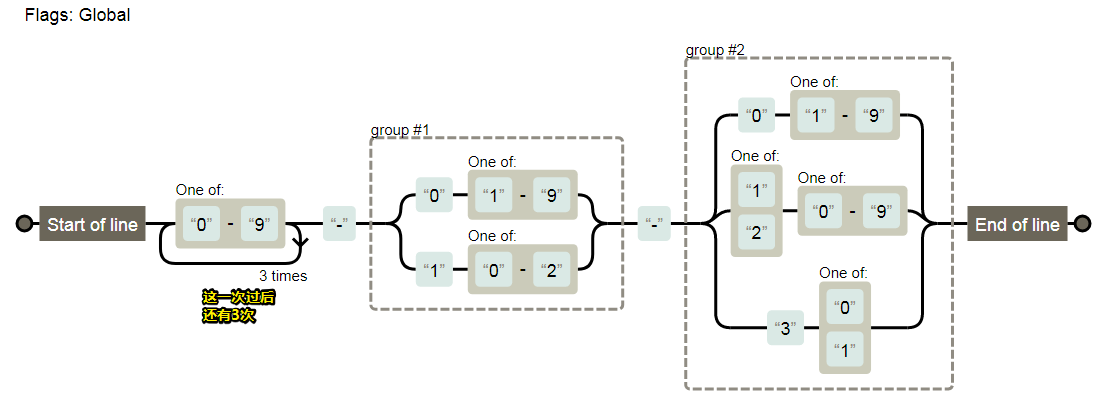 Flags: Global
Start of line
One of:
“0” - “9”
3 times
这一次过后
还有3次
“-”
group #1
“0”
One of:
“1” - “9”
“1”
One of:
“0” - “2”
“-”
group #2
“0”
One of:
“1” - “9”
One of:
“1”
“2”
One of:
“0” - “9”
“3”
One of:
“0”
“1”
End of line